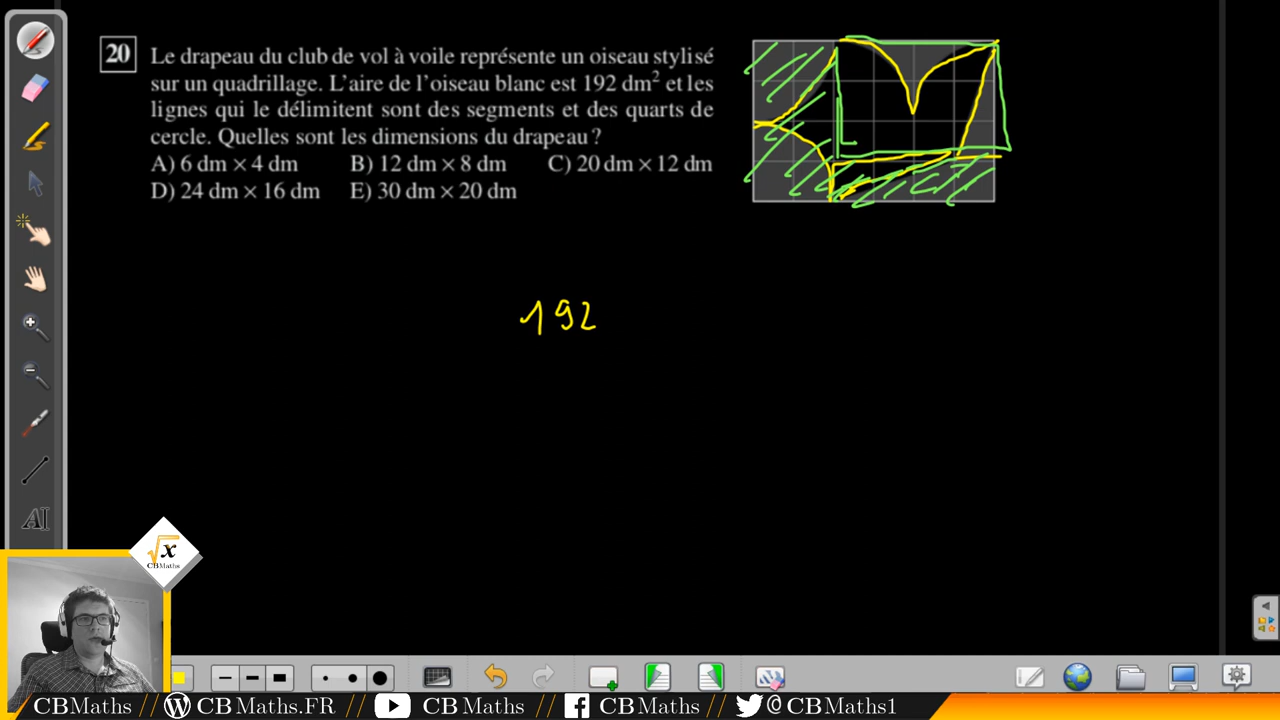 20 Le drapeau du club de vol à voile représente un oiseau stylisé
sur un quadrillage. L'aire de l'oiseau blanc est 192 dm² et les
lignes qui le délimitent sont des segments et des quarts de
cercle. Quelles sont les dimensions du drapeau ?
A) 6 dm × 4 dm B) 12 dm × 8 dm C) 20 dm × 12 dm
D) 24 dm × 16 dm E) 30 dm × 20 dm
192
AI
√x
CBMaths
CBMaths // CBMaths.FR // CBMaths // CBMaths // @CBMaths1